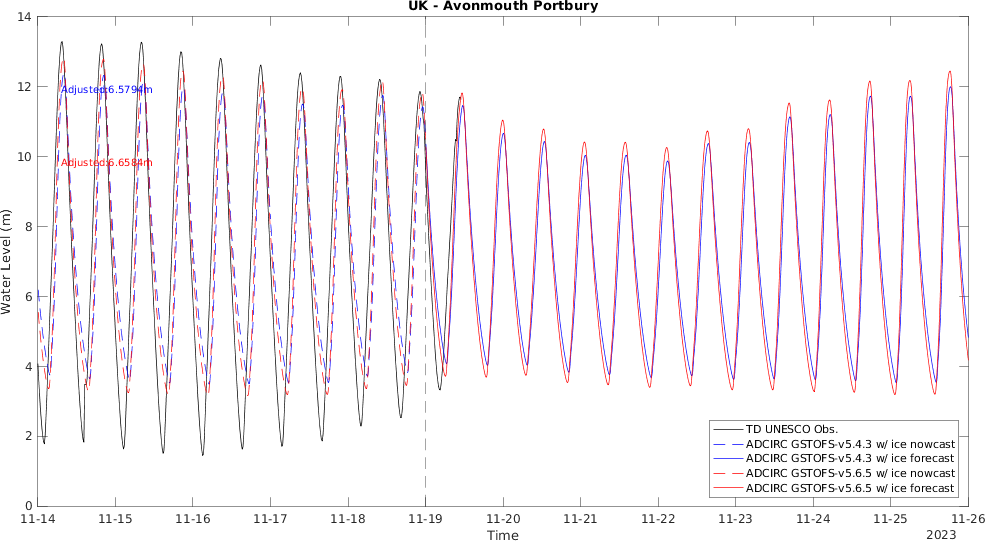 UK - Avonmouth Portbury
14
12
10
8
6
4
2
0
Water Level (m)
Adjusted:6.5794m
Adjusted:6.6584m
TD UNESCO Obs.
ADCIRC GSTOFS-v5.4.3 w/ ice nowcast
ADCIRC GSTOFS-v5.4.3 w/ ice forecast
ADCIRC GSTOFS-v5.6.5 w/ ice nowcast
ADCIRC GSTOFS-v5.6.5 w/ ice forecast
11-14 11-15 11-16 11-17 11-18 11-19 11-20 11-21 11-22 11-23 11-24 11-25 11-26
Time
2023